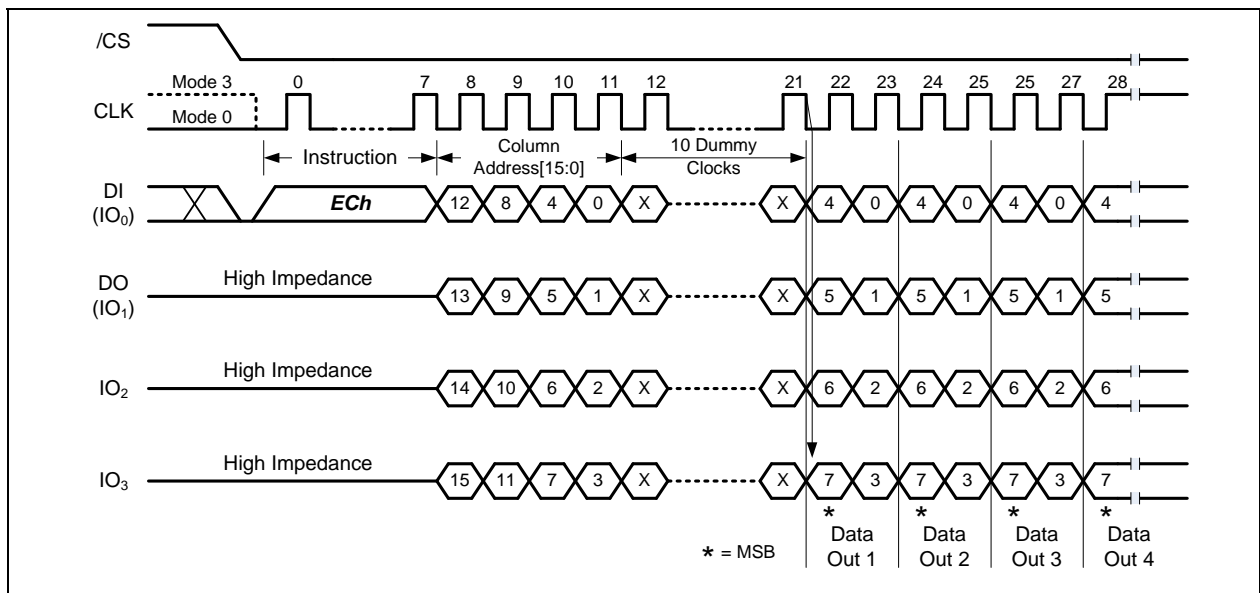 /CS
Mode 3 0 7 8 9 10 11 12 21 22 23 24 25 25 27 28
CLK
Mode 0
Instruction
Column
Address[15:0]
10 Dummy
Clocks
DI
(IO0)
ECh 12 8 4 0 X X 4 0 4 0 4 0 4
High Impedance
DO
(IO1)
13 9 5 1 X X 5 1 5 1 5 1 5
High Impedance
IO2
14 10 6 2 X X 6 2 6 2 6 2 6
High Impedance
IO3
15 11 7 3 X X 7 3 7 3 7 3 7
* * * *
* = MSB
Data
Out 1
Data
Out 2
Data
Out 3
Data
Out 4